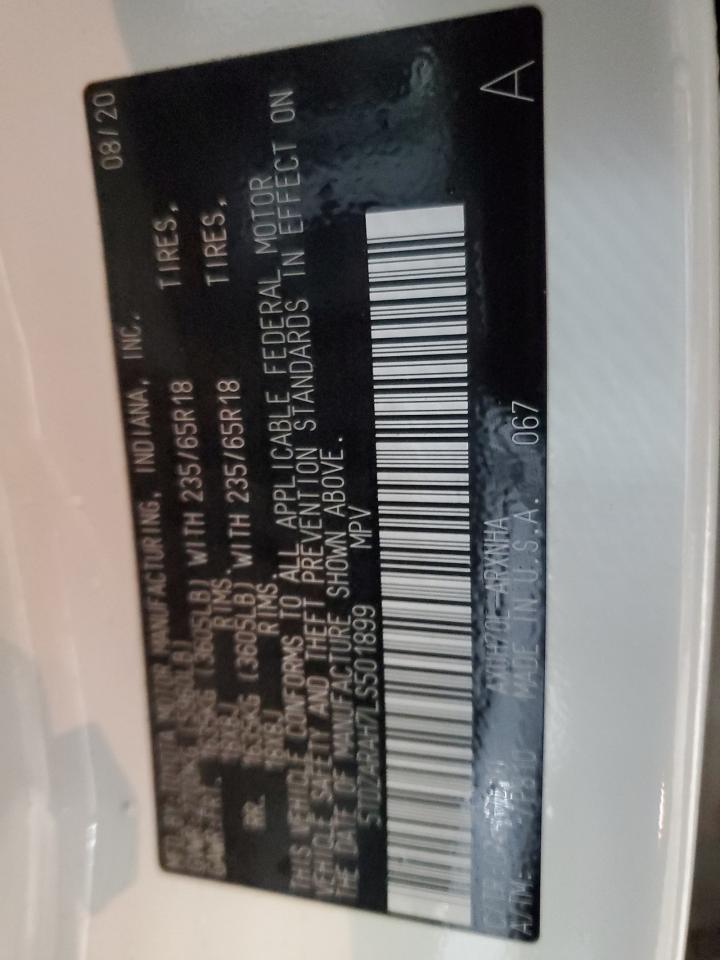 MOTOR MANUFACTURING, INDIANA, INC. 08/20
(3605LB) WITH 235/65R18 TIRES,
RIMS.
RR. (3605LB) WITH 235/65R18 TIRES,
RIMS.
THIS VEHICLE CONFORMS TO ALL APPLICABLE FEDERAL MOTOR
VEHICLE SAFETY AND THEFT PREVENTION STANDARDS IN EFFECT ON
THE DATE OF MANUFACTURE SHOWN ABOVE.
5TDZARAH7LS501899 MPV
067
MADE IN U.S.A.
A